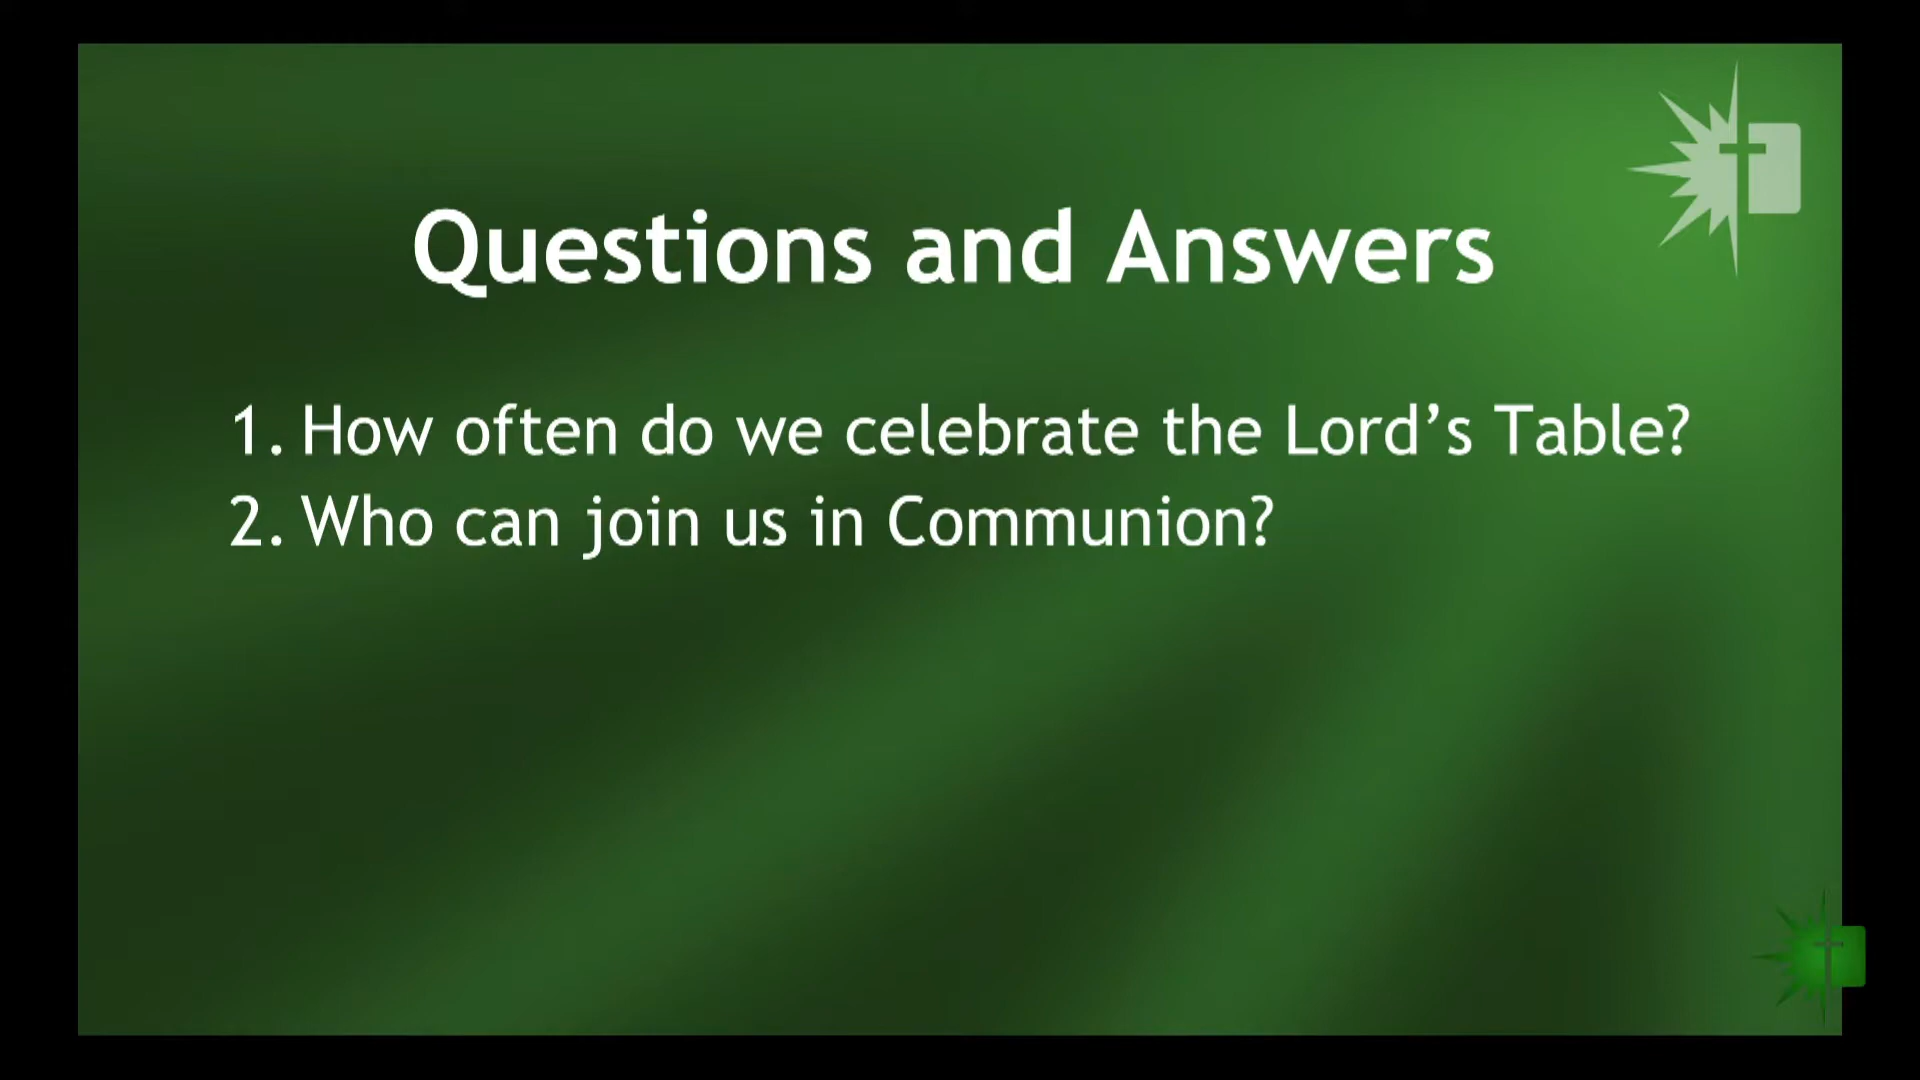 Questions and Answers
1. How often do we celebrate the Lord’s Table?
2. Who can join us in Communion?